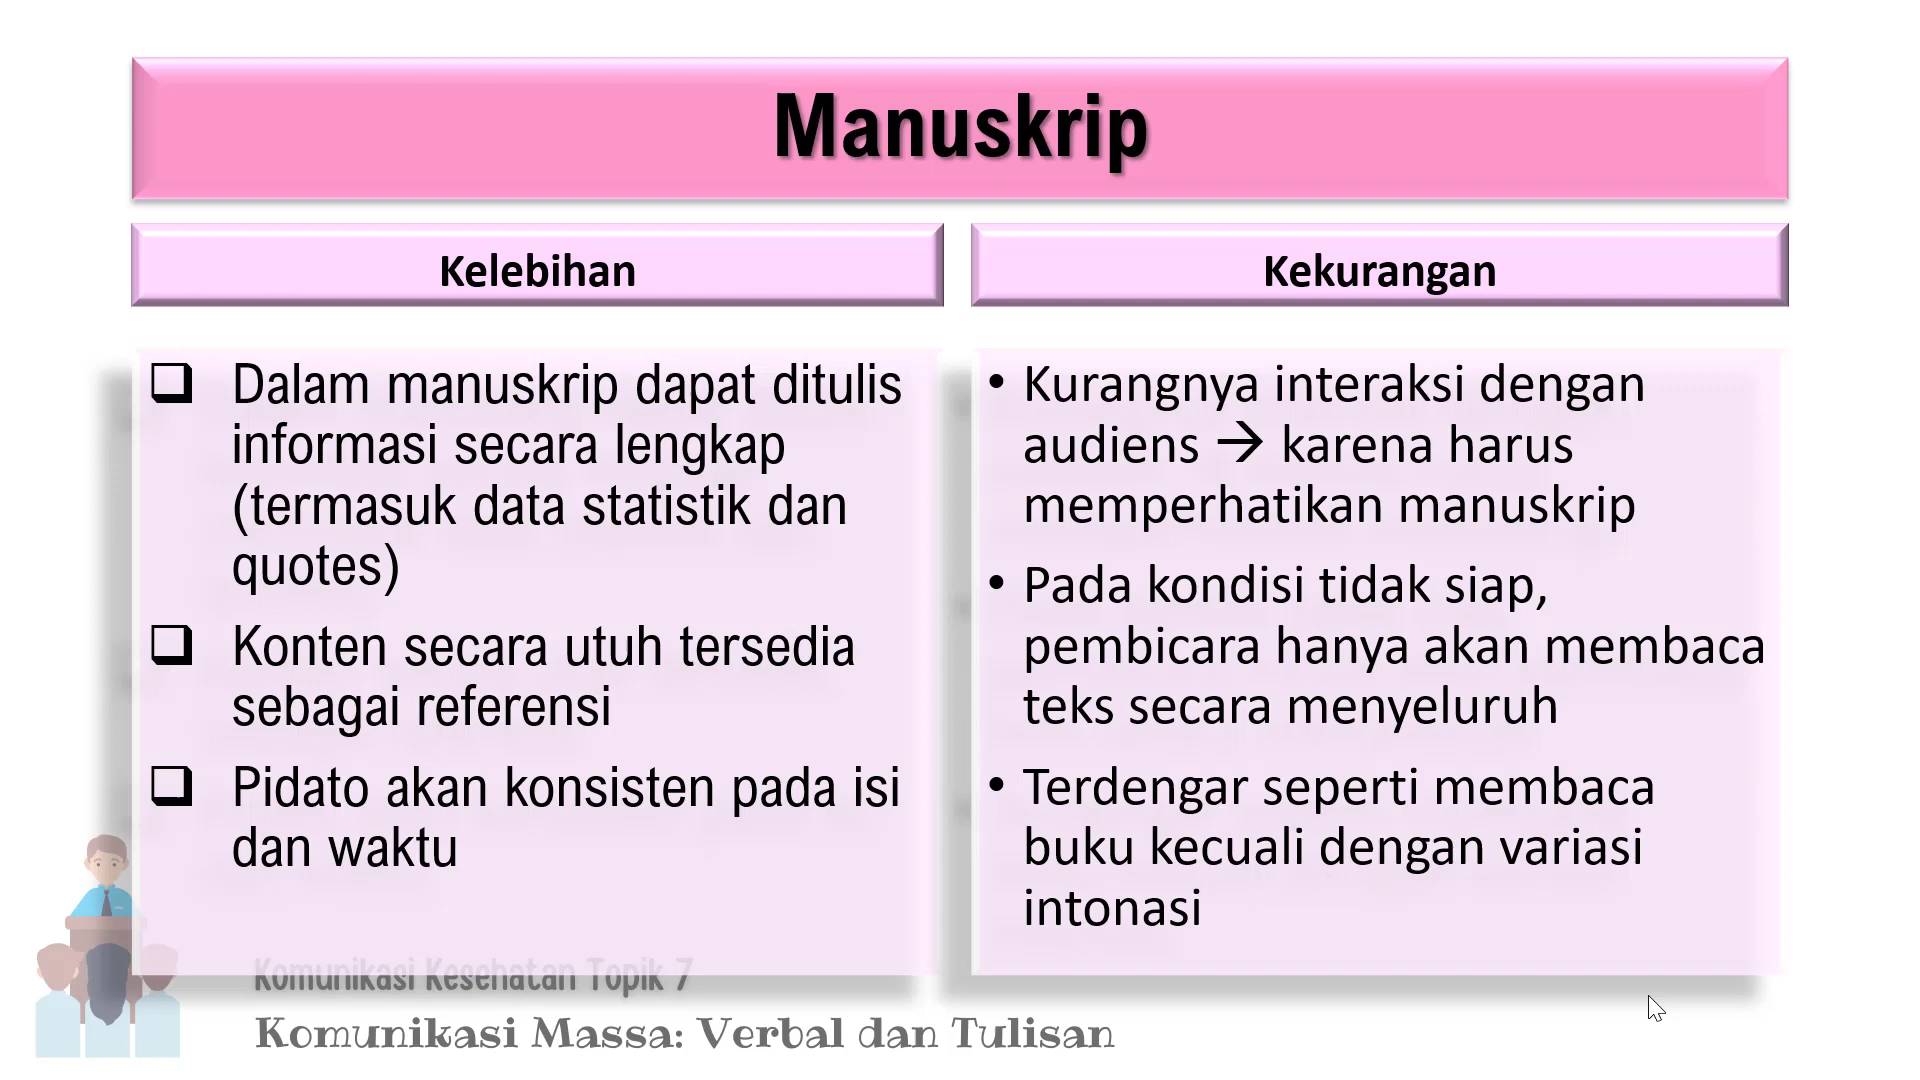 Manuskrip
Kelebihan
❑ Dalam manuskrip dapat ditulis
informasi secara lengkap
(termasuk data statistik dan
quotes)
❑ Konten secara utuh tersedia
sebagai referensi
❑ Pidato akan konsisten pada isi
dan waktu
Kekurangan
• Kurangnya interaksi dengan
audiens → karena harus
memperhatikan manuskrip
• Pada kondisi tidak siap,
pembicara hanya akan membaca
teks secara menyeluruh
• Terdengar seperti membaca
buku kecuali dengan variasi
intonasi
Komunikasi Kesehatan Topik 7
Komunikasi Massa: Verbal dan Tulisan